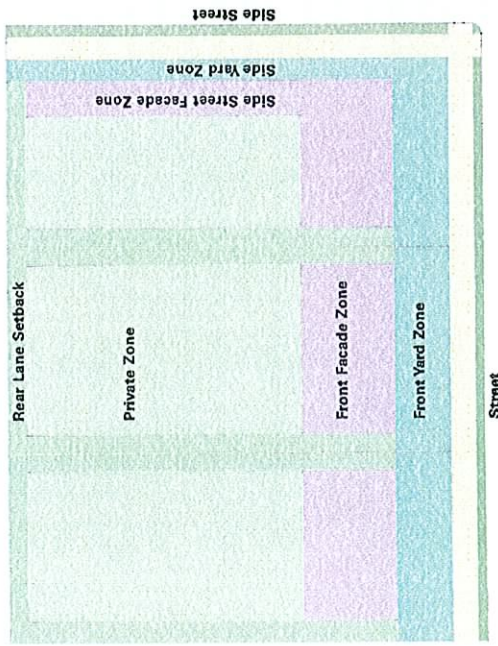 Side Street
Side Yard Zone
Side Street Facade Zone
Rear Lane Setback
Private Zone
Front Facade Zone
Front Yard Zone
Street